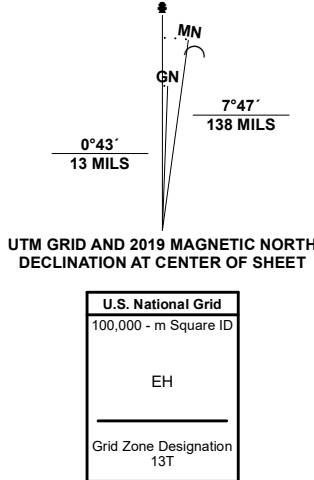 MN
GN
7°47´
138 MILS
0°43´
13 MILS
UTM GRID AND 2019 MAGNETIC NORTH
DECLINATION AT CENTER OF SHEET
U.S. National Grid
100,000 - m Square ID
EH
Grid Zone Designation
13T